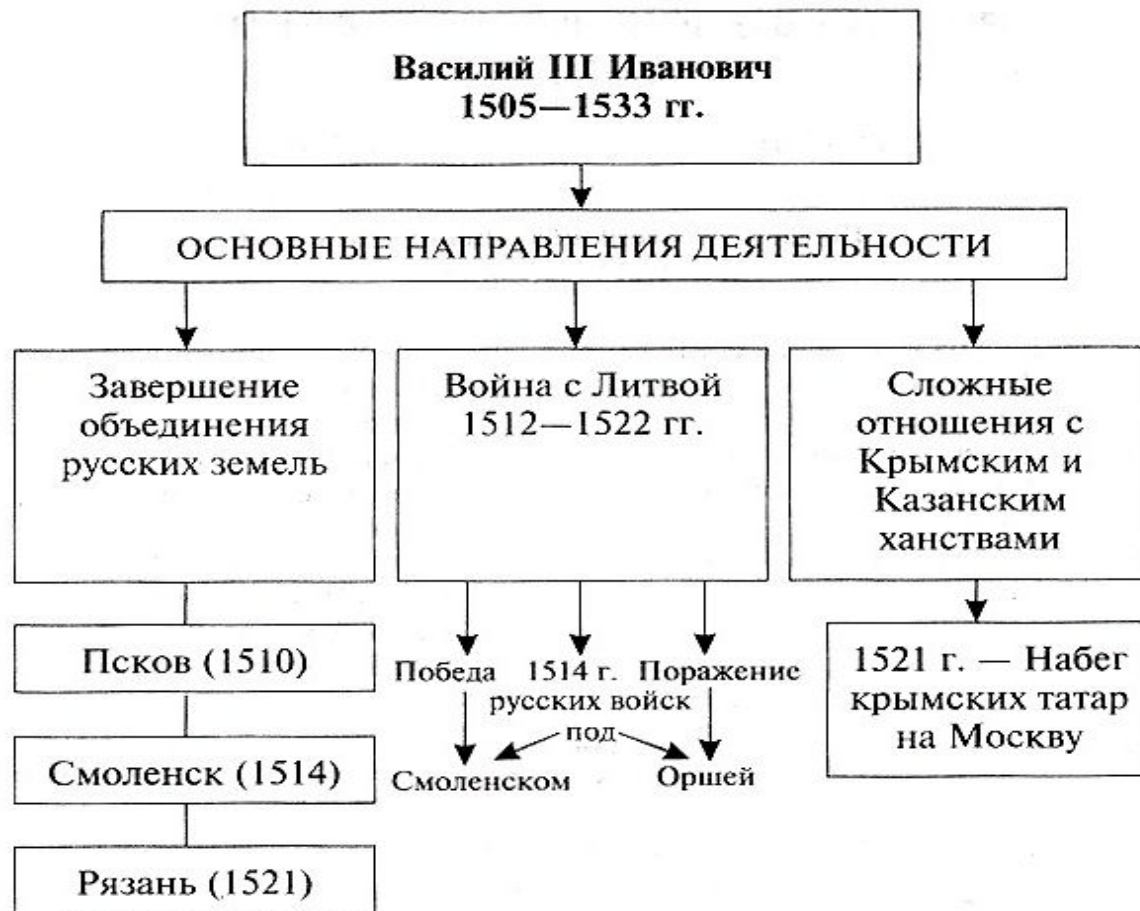 Василий III Иванович
1505—1533 гг.
ОСНОВНЫЕ НАПРАВЛЕНИЯ ДЕЯТЕЛЬНОСТИ
Завершение
объединения
русских земель
Псков (1510)
Смоленск (1514)
Рязань (1521)
Война с Литвой
1512—1522 гг.
Победа 1514 г. Поражение
русских войск
под
Смоленском Оршей
Сложные
отношения с
Крымским и
Казанским
ханствами
1521 г. — Набег
крымских татар
на Москву